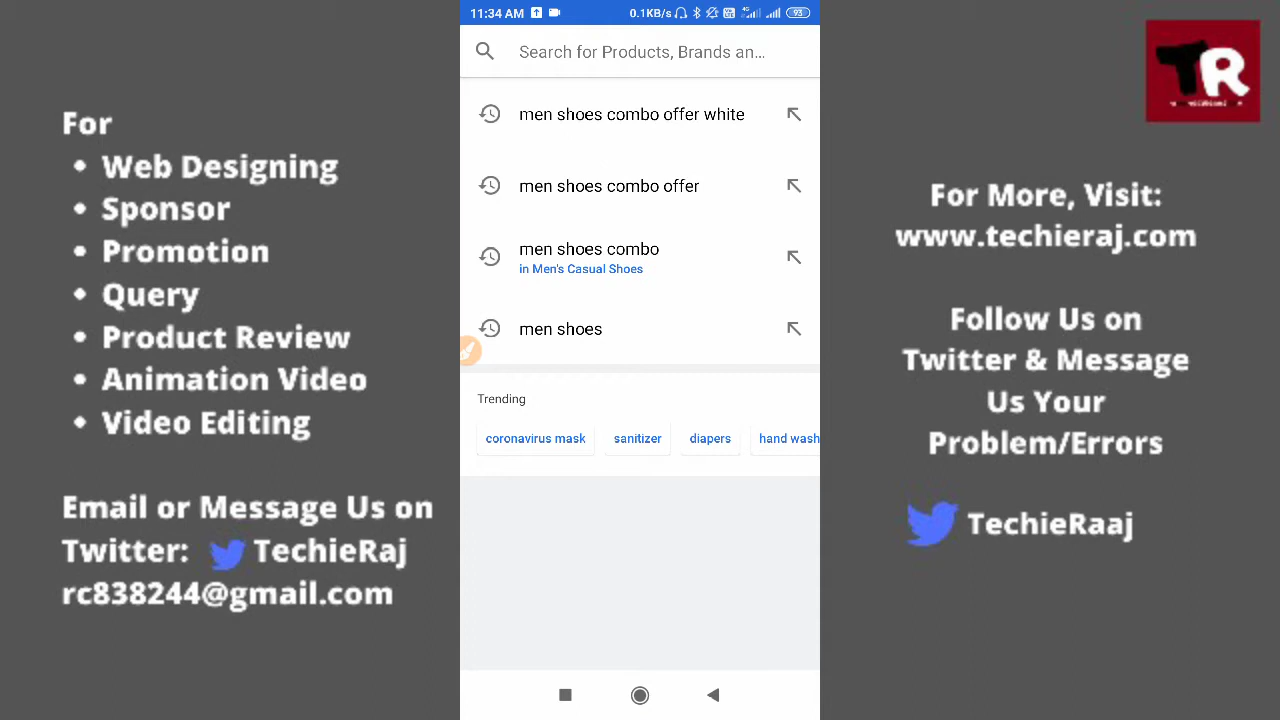 For
• Web Designing
• Sponsor
• Promotion
• Query
• Product Review
• Animation Video
• Video Editing
Email or Message Us on
Twitter: TechieRaj
rc838244@gmail.com
11:34 AM 0.1KB/s 4G 93
Search for Products, Brands an...
men shoes combo offer white
men shoes combo offer
men shoes combo
in Men's Casual Shoes
men shoes
Trending
coronavirus mask sanitizer diapers hand wash
TR
For More, Visit:
www.techieraj.com
Follow Us on
Twitter & Message
Us Your
Problem/Errors
TechieRaaj